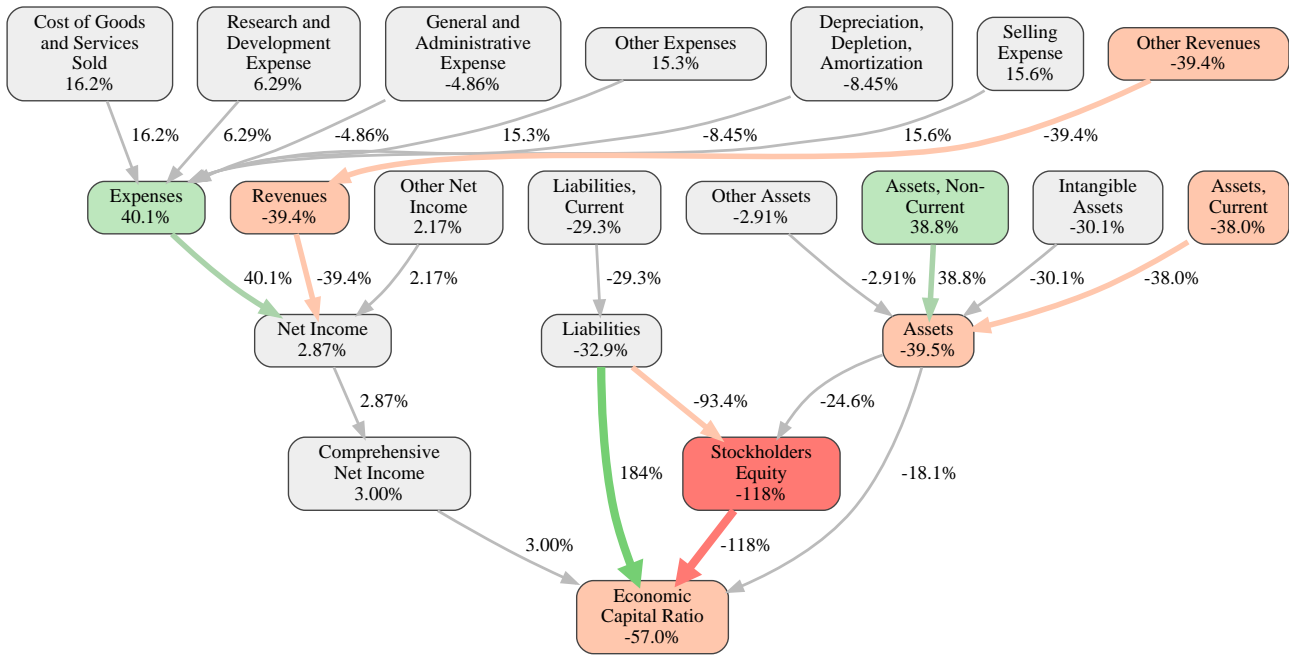 Cost of Goods
and Services
Sold
16.2%
Research and
Development
Expense
6.29%
General and
Administrative
Expense
-4.86%
Other Expenses
15.3%
Depreciation,
Depletion,
Amortization
-8.45%
Selling
Expense
15.6%
Other Revenues
-39.4%
16.2%
6.29%
-4.86%
15.3%
-8.45%
15.6%
-39.4%
Expenses
40.1%
Revenues
-39.4%
Other Net
Income
2.17%
Liabilities,
Current
-29.3%
Other Assets
-2.91%
Assets, Non-
Current
38.8%
Intangible
Assets
-30.1%
Assets,
Current
-38.0%
40.1%
-39.4%
2.17%
-29.3%
-2.91%
38.8%
-30.1%
-38.0%
Net Income
2.87%
Liabilities
-32.9%
Assets
-39.5%
2.87%
-93.4%
-24.6%
Comprehensive
Net Income
3.00%
184%
Stockholders
Equity
-118%
-18.1%
3.00%
-118%
Economic
Capital Ratio
-57.0%